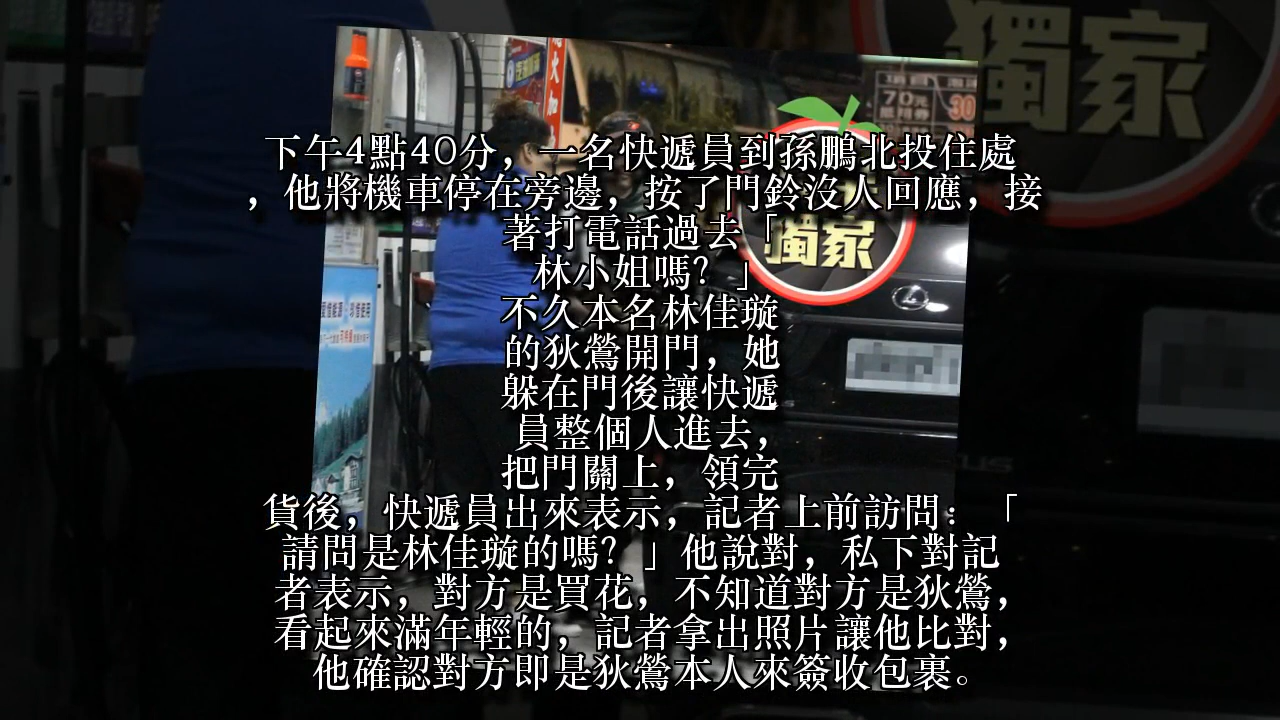 下午4點40分，一名快遞員到孫鵬北投住處
，他將機車停在旁邊，按了門鈴沒人回應，接
著打電話過去「
林小姐嗎？」
不久本名林佳璇
的狄鶯開門，她
躲在門後讓快遞
員整個人進去，
把門關上，領完
貨後，快遞員出來表示，記者上前訪問：「
請問是林佳璇的嗎？」他說對，私下對記
者表示，對方是買花，不知道對方是狄鶯，
看起來滿年輕的，記者拿出照片讓他比對，
他確認對方即是狄鶯本人來簽收包裹。
獨家
獨家
70元
30